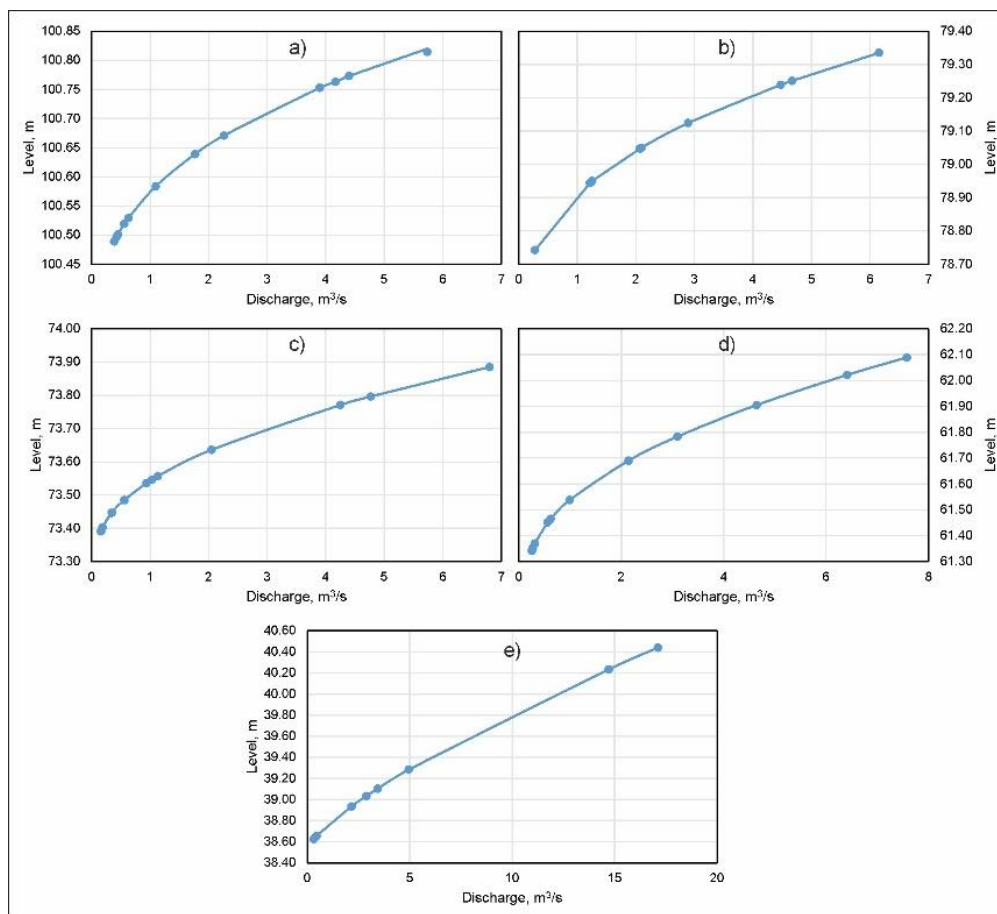 a)
100.85
100.80
100.75
100.70
100.65
100.60
100.55
100.50
100.45
Level, m
0 1 2 3 4 5 6 7
Discharge, m³/s
b)
79.40
79.30
79.20
79.10
79.00
78.90
78.80
78.70
Level, m
0 1 2 3 4 5 6 7
Discharge, m³/s
c)
74.00
73.90
73.80
73.70
73.60
73.50
73.40
73.30
Level, m
0 1 2 3 4 5 6 7
Discharge, m³/s
d)
62.20
62.10
62.00
61.90
61.80
61.70
61.60
61.50
61.40
61.30
Level, m
0 2 4 6 8
Discharge, m³/s
e)
40.60
40.40
40.20
40.00
39.80
39.60
39.40
39.20
39.00
38.80
38.60
38.40
Level, m
0 5 10 15 20
Discharge, m³/s